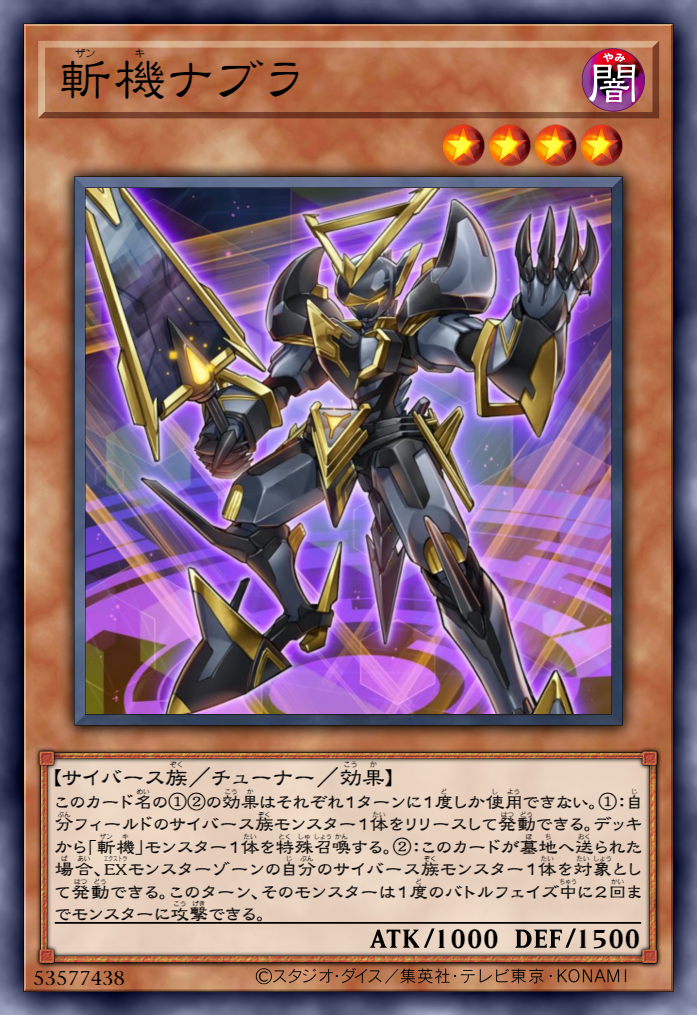 斬機ナブラ
闇
【サイバース族／チューナー／効果】
このカード名の①②の効果はそれぞれ1ターンに1度しか使用できない。①：自
分フィールドのサイバース族モンスター1体をリリースして発動できる。デッキ
から「斬機」モンスター1体を特殊召喚する。②：このカードが墓地へ送られた
場合、EXモンスターゾーンの自分のサイバース族モンスター1体を対象とし
て発動できる。このターン、そのモンスターは1度のバトルフェイズ中に2回ま
でモンスターに攻撃できる。
ATK/1000 DEF/1500
53577438 ©スタジオ・ダイス／集英社・テレビ東京・KONAMI